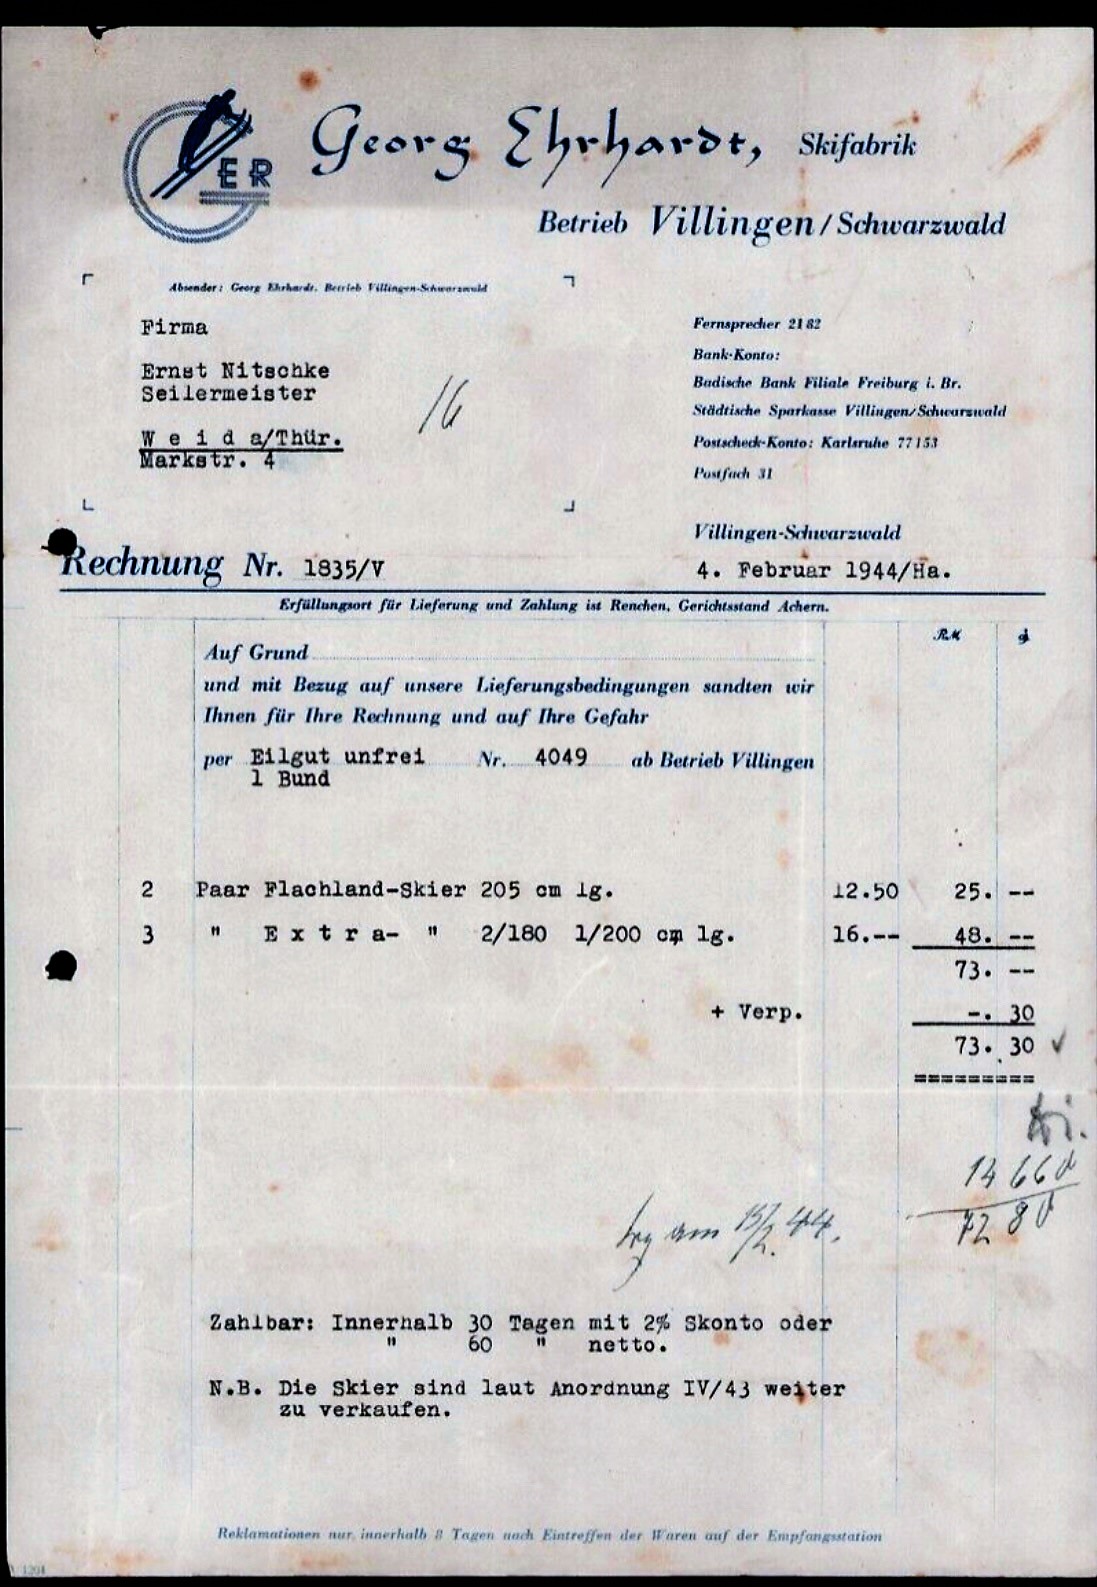 GER
Georg Ehrhardt, Skifabrik
Betrieb Villingen/Schwarzwald
Absender: Georg Ehrhardt, Betrieb Villingen-Schwarzwald
Firma
Ernst Nitschke
Seilermeister
W e i d a/Thür.
Markstr. 4
16
Fernsprecher 2182
Bank-Konto:
Badische Bank Filiale Freiburg i. Br.
Städtische Sparkasse Villingen/Schwarzwald
Postscheck-Konto: Karlsruhe 77153
Postfach 31
Villingen-Schwarzwald
Rechnung Nr. 1835/V 4. Februar 1944/Ha.
Erfüllungsort für Lieferung und Zahlung ist Renchen, Gerichtsstand Achern.
RM ₰
Auf Grund
und mit Bezug auf unsere Lieferungsbedingungen sandten wir
Ihnen für Ihre Rechnung und auf Ihre Gefahr
per Eilgut unfrei Nr. 4049 ab Betrieb Villingen
1 Bund
2 Paar Flachland-Skier 205 cm lg. 12.50 25. --
3 " E x t r a- " 2/180 1/200 cm lg. 16.-- 48. --
73. --
+ Verp. -. 30
73. 30 ✓
=========
14 66
am 15/2. 44. 72 80
Zahlbar: Innerhalb 30 Tagen mit 2% Skonto oder
" 60 " netto.
N.B. Die Skier sind laut Anordnung IV/43 weiter
zu verkaufen.
Reklamationen nur innerhalb 8 Tagen nach Eintreffen der Waren auf der Empfangsstation
1204